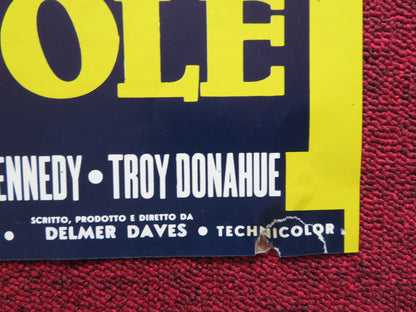 OLE
ENNEDY • TROY DONAHUE
SCRITTO, PRODOTTO E DIRETTO DA
• DELMER DAVES • TECHNICOLOR